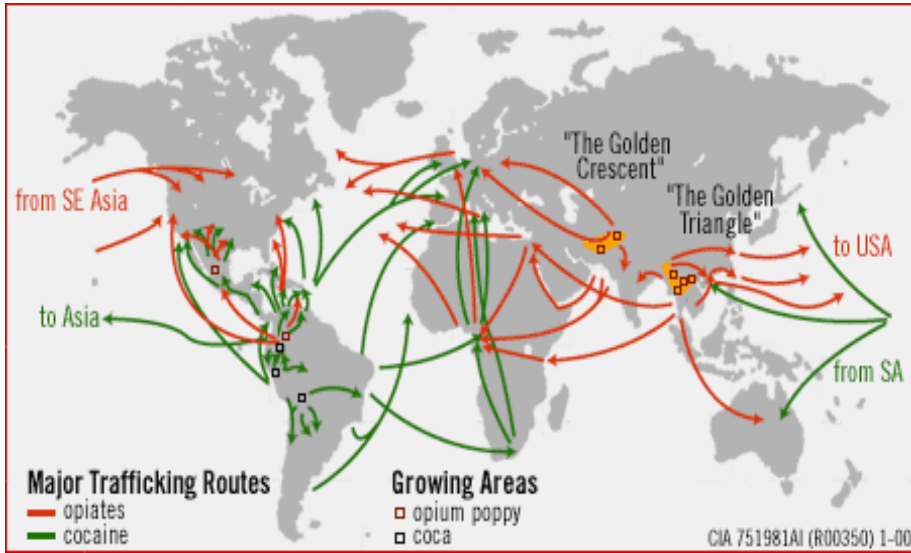 "The Golden
Crescent"
"The Golden
Triangle"
from SE Asia
to USA
to Asia
from SA
Major Trafficking Routes
opiates
cocaine
Growing Areas
opium poppy
coca
CIA 751981AI (R00350) 1-00